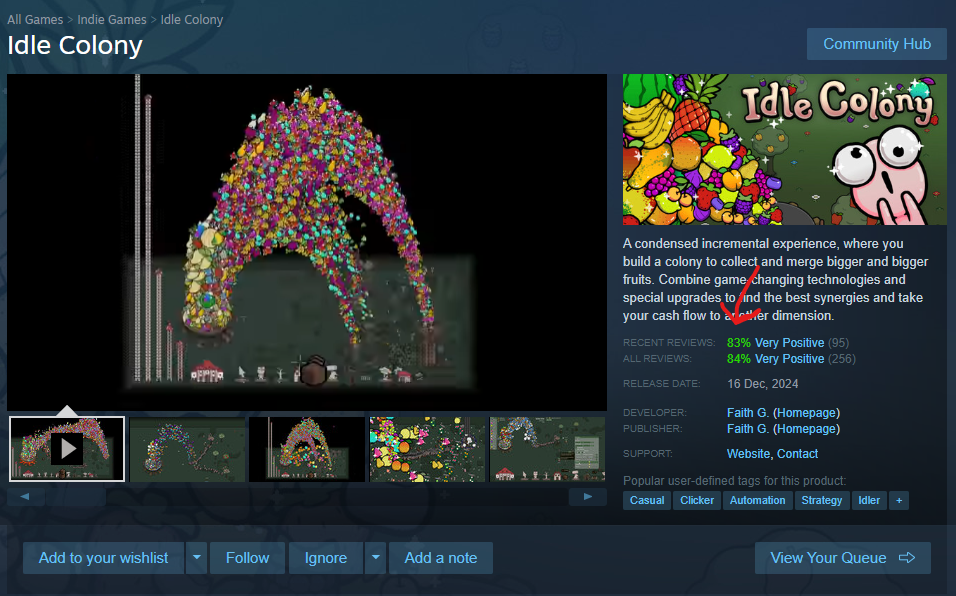 All Games > Indie Games > Idle Colony
Idle Colony
Community Hub
Idle Colony
A condensed incremental experience, where you
build a colony to collect and merge bigger and bigger
fruits. Combine game-changing technologies and
special upgrades to find the best synergies and take
your cash flow to another dimension.
RECENT REVIEWS: 83% Very Positive (95)
ALL REVIEWS: 84% Very Positive (256)
RELEASE DATE: 16 Dec, 2024
DEVELOPER: Faith G. (Homepage)
PUBLISHER: Faith G. (Homepage)
SUPPORT: Website, Contact
Popular user-defined tags for this product:
Casual Clicker Automation Strategy Idler +
Add to your wishlist Follow Ignore Add a note View Your Queue